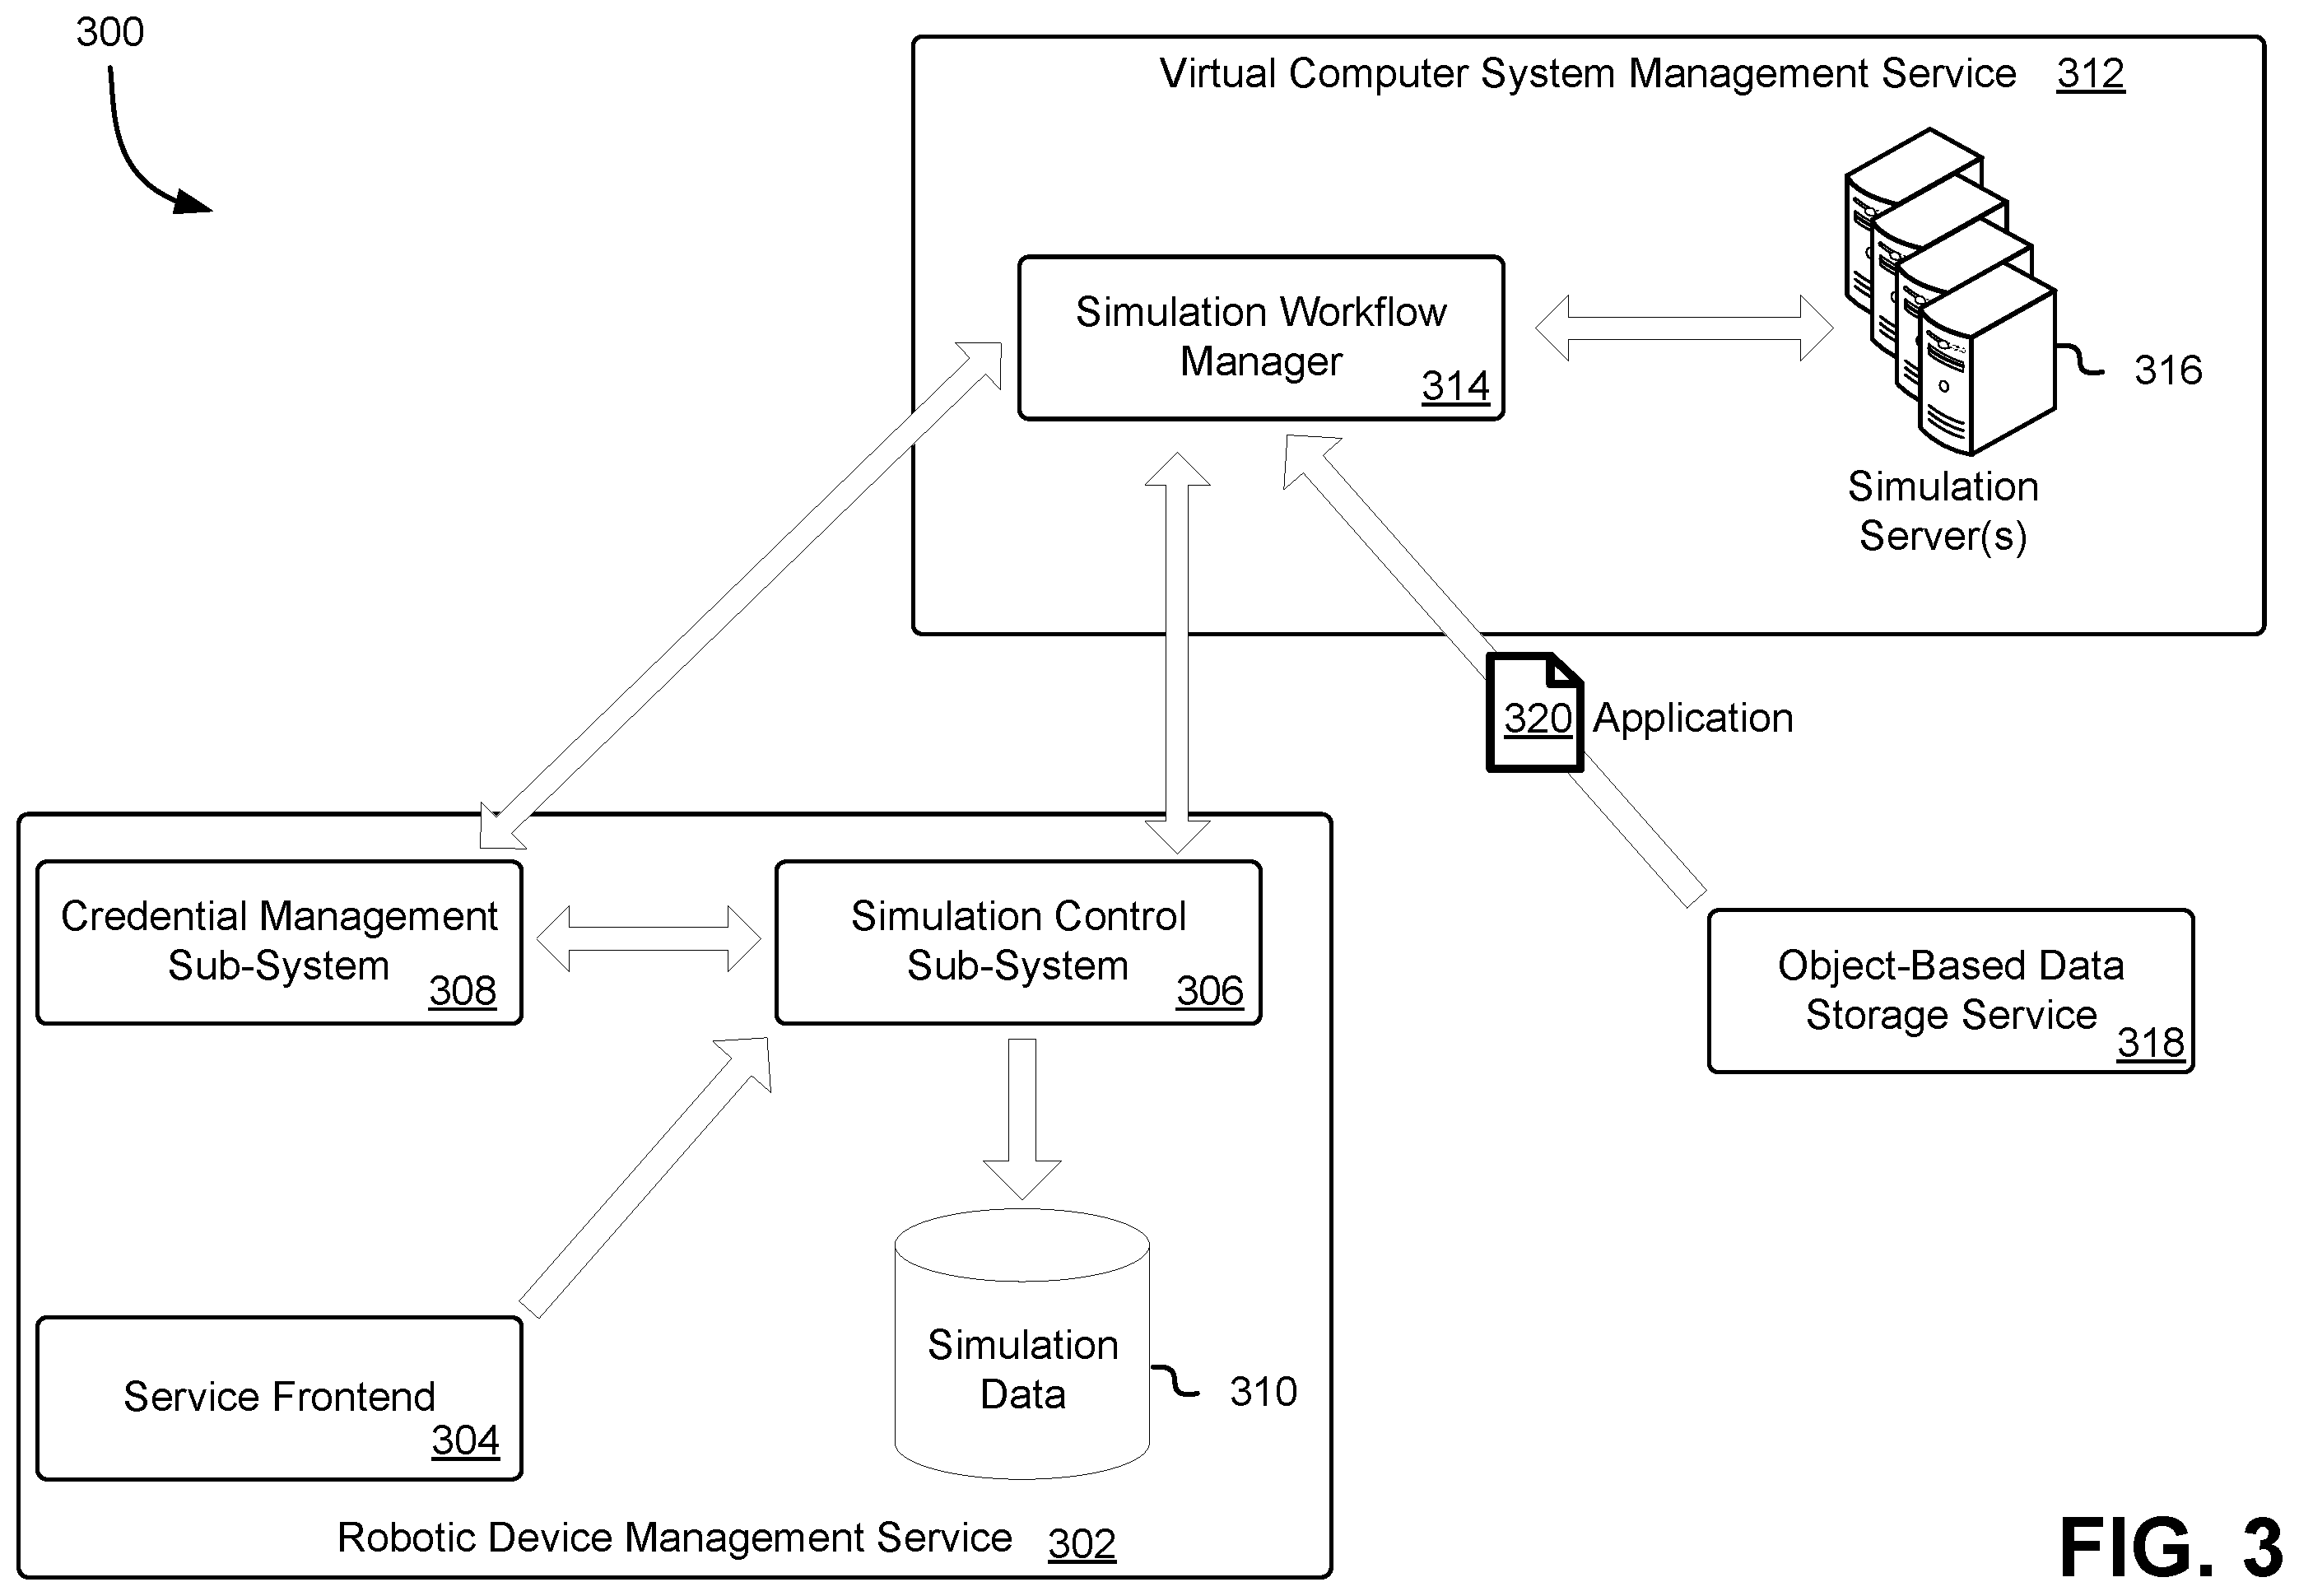 300
Virtual Computer System Management Service 312
Simulation Workflow
Manager
314
316
Simulation
Server(s)
320 Application
Credential Management
Sub-System
308
Simulation Control
Sub-System
306
Object-Based Data
Storage Service
318
Service Frontend
304
Simulation
Data
310
Robotic Device Management Service 302
FIG. 3